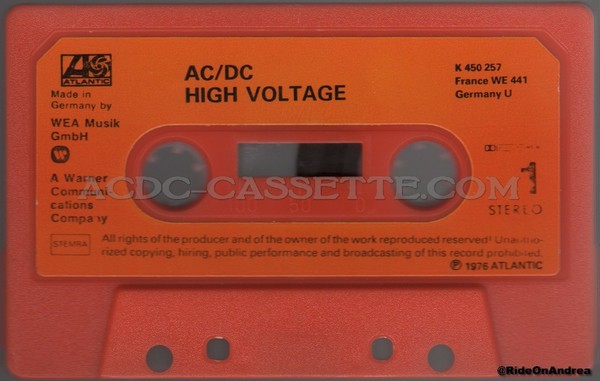 ATLANTIC
Made in
Germany by
WEA Musik
GmbH
A Warner
Communi-
cations
Company
STEMRA
AC/DC
HIGH VOLTAGE
K 450 257
France WE 441
Germany U
1
STEREO
ACDC-CASSETTE.COM
100 50 0
All rights of the producer and of the owner of the work reproduced reserved! Unautho-
rized copying, hiring, public performance and broadcasting of this record prohibited.
℗ 1976 ATLANTIC
@RideOnAndrea